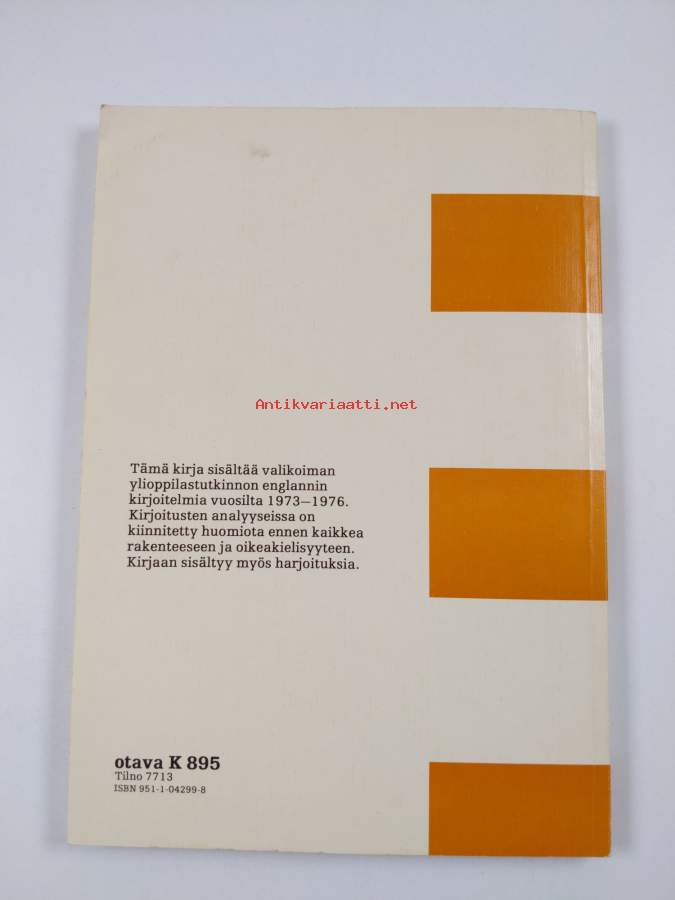 Antikvariaatti.net
Tämä kirja sisältää valikoiman
ylioppilastutkinnon englannin
kirjoitelmia vuosilta 1973—1976.
Kirjoitusten analyyseissa on
kiinnitetty huomiota ennen kaikkea
rakenteeseen ja oikeakielisyyteen.
Kirjaan sisältyy myös harjoituksia.
otava K 895
Tilno 7713
ISBN 951-1-04299-8